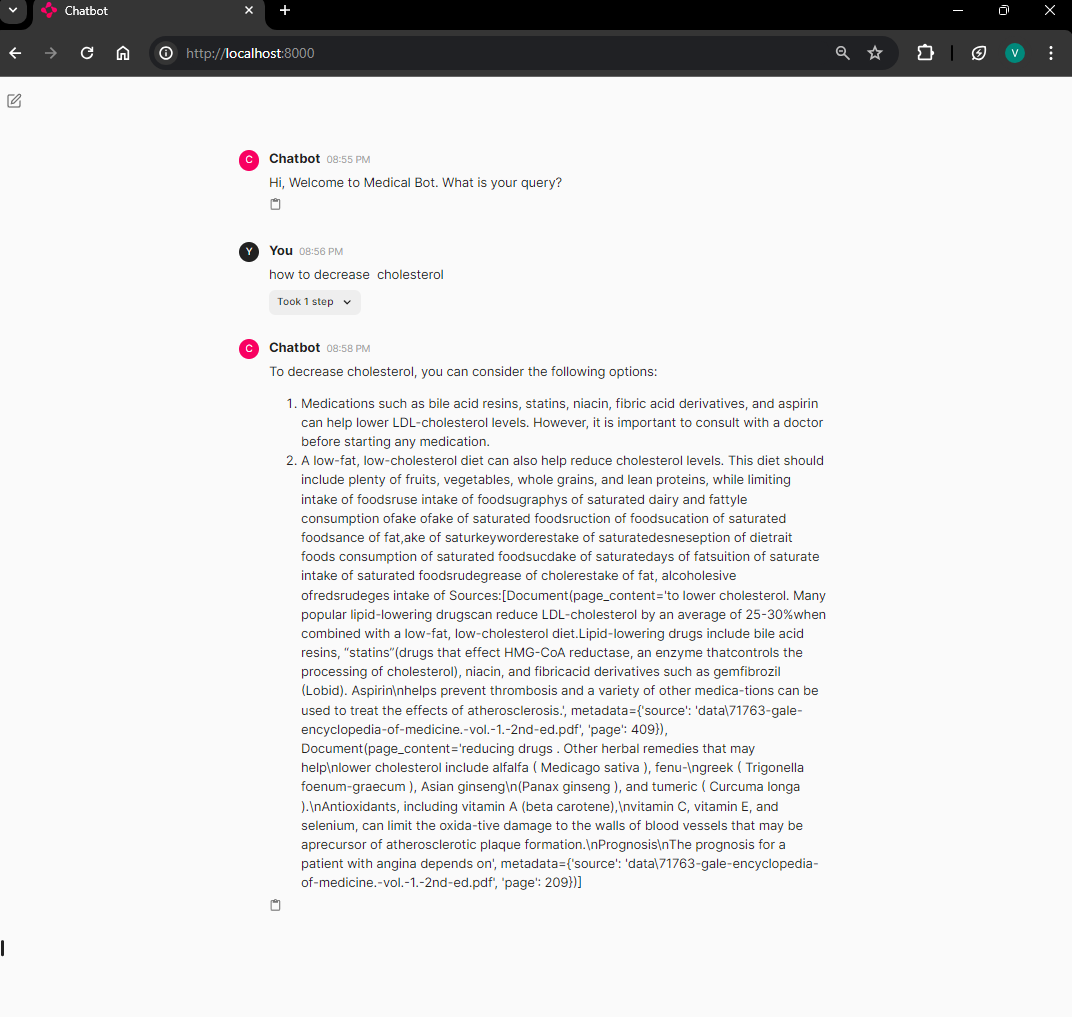 Chatbot
http://localhost:8000
V
C
Chatbot 08:55 PM
Hi, Welcome to Medical Bot. What is your query?
Y
You 08:56 PM
how to decrease  cholesterol
Took 1 step
C
Chatbot 08:58 PM
To decrease cholesterol, you can consider the following options:
1. Medications such as bile acid resins, statins, niacin, fibric acid derivatives, and aspirin
can help lower LDL-cholesterol levels. However, it is important to consult with a doctor
before starting any medication.
2. A low-fat, low-cholesterol diet can also help reduce cholesterol levels. This diet should
include plenty of fruits, vegetables, whole grains, and lean proteins, while limiting
intake of foodsruse intake of foodsugraphys of saturated dairy and fattyle
consumption ofake ofake of saturated foodsruction of foodsucation of saturated
foodsance of fat,ake of saturkeyworderestake of saturatedesneseption of dietrait
foods consumption of saturated foodsucdake of saturatedays of fatsuition of saturate
intake of saturated foodsrudegrease of cholerestake of fat, alcoholesive
ofredsrudeges intake of Sources:[Document(page_content='to lower cholesterol. Many
popular lipid-lowering drugscan reduce LDL-cholesterol by an average of 25-30%when
combined with a low-fat, low-cholesterol diet.Lipid-lowering drugs include bile acid
resins, “statins”(drugs that effect HMG-CoA reductase, an enzyme thatcontrols the
processing of cholesterol), niacin, and fibricacid derivatives such as gemfibrozil
(Lobid). Aspirin\nhelps prevent thrombosis and a variety of other medica-tions can be
used to treat the effects of atherosclerosis.', metadata={'source': 'data\71763-gale-
encyclopedia-of-medicine.-vol.-1.-2nd-ed.pdf', 'page': 409}),
Document(page_content='reducing drugs . Other herbal remedies that may
help\nlower cholesterol include alfalfa ( Medicago sativa ), fenu-\ngreek ( Trigonella
foenum-graecum ), Asian ginseng\n(Panax ginseng ), and tumeric ( Curcuma longa
).\nAntioxidants, including vitamin A (beta carotene),\nvitamin C, vitamin E, and
selenium, can limit the oxida-tive damage to the walls of blood vessels that may be
aprecursor of atherosclerotic plaque formation.\nPrognosis\nThe prognosis for a
patient with angina depends on', metadata={'source': 'data\71763-gale-encyclopedia-
of-medicine.-vol.-1.-2nd-ed.pdf', 'page': 209})]